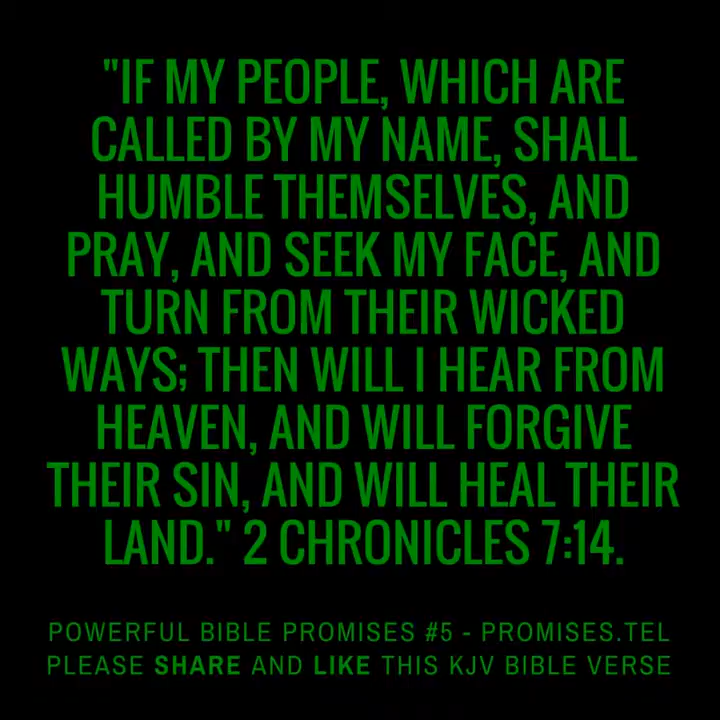 "IF MY PEOPLE, WHICH ARE
CALLED BY MY NAME, SHALL
HUMBLE THEMSELVES, AND
PRAY, AND SEEK MY FACE, AND
TURN FROM THEIR WICKED
WAYS; THEN WILL I HEAR FROM
HEAVEN, AND WILL FORGIVE
THEIR SIN, AND WILL HEAL THEIR
LAND." 2 CHRONICLES 7:14.
POWERFUL BIBLE PROMISES #5 - PROMISES.TEL
PLEASE SHARE AND LIKE THIS KJV BIBLE VERSE